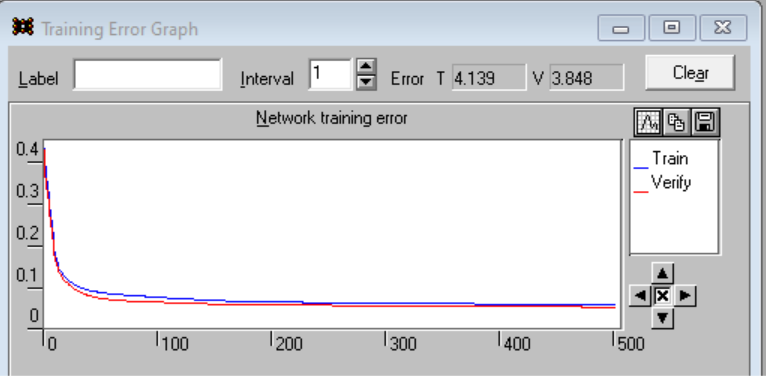 Training Error Graph
Label Interval 1 Error T 4.139 V 3.848 Clear
Network training error
Train
Verify
0.4
0.3
0.2
0.1
0
0 100 200 300 400 500